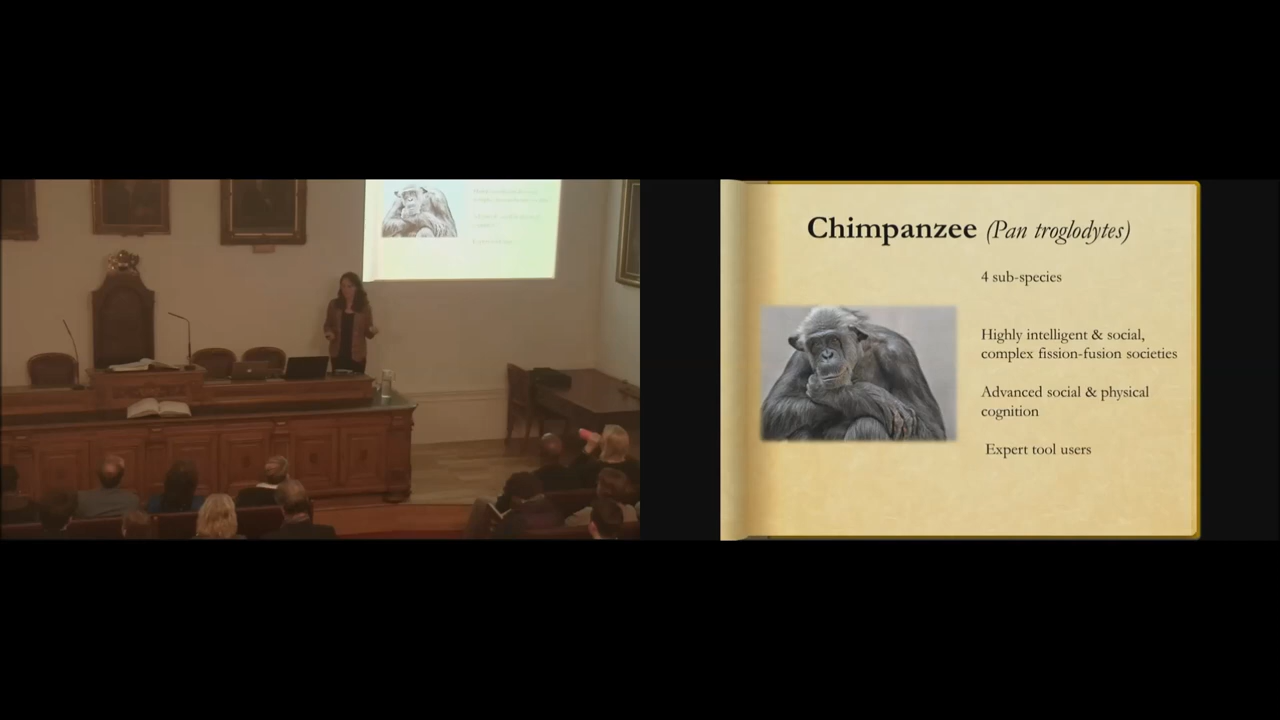 Chimpanzee (Pan troglodytes)
4 sub-species
Highly intelligent & social,
complex fission-fusion societies
Advanced social & physical
cognition
Expert tool users